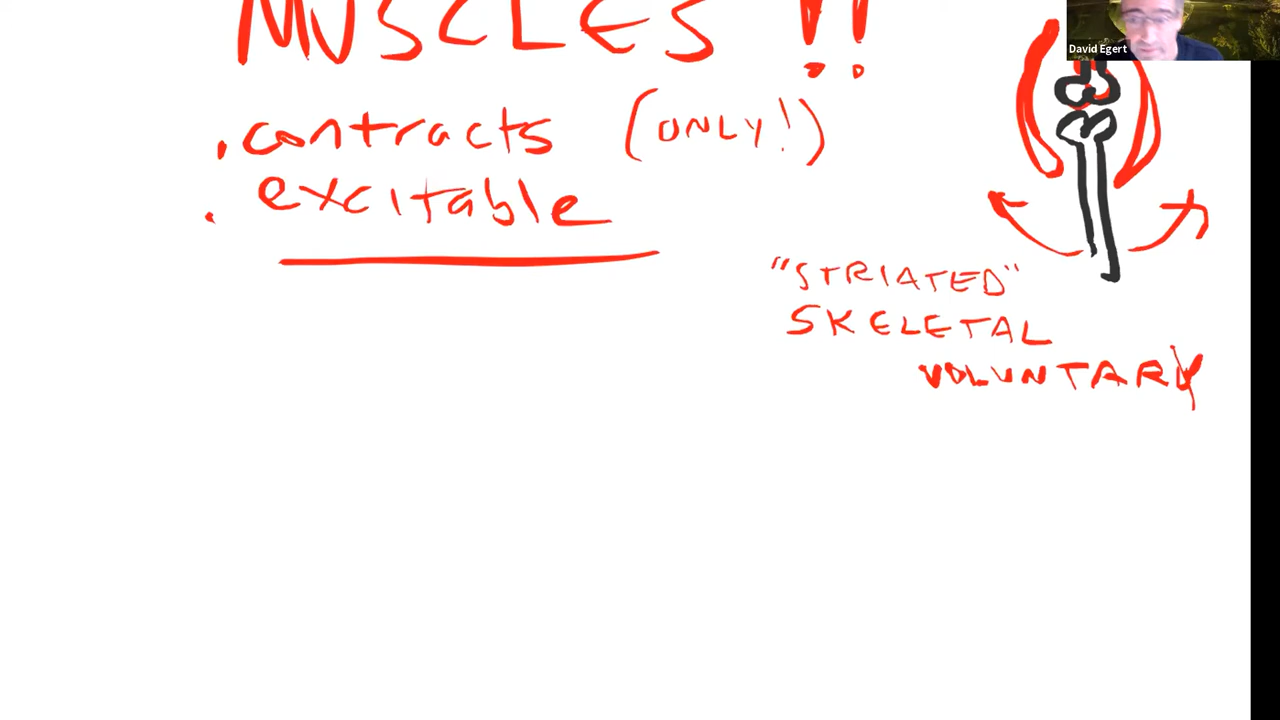 MUSCLES !!
David Egert
. contracts (ONLY!)
. excitable
"STRIATED"
SKELETAL
VOLUNTARY